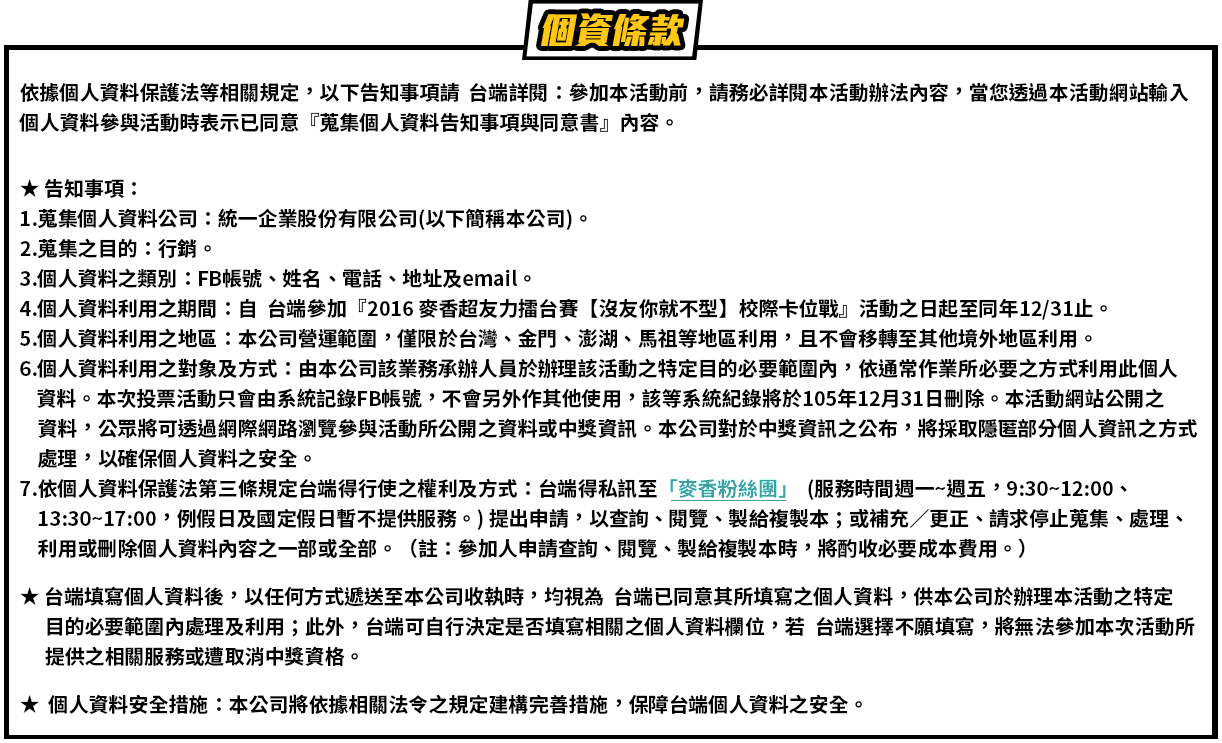 個資條款
依據個人資料保護法等相關規定，以下告知事項請 台端詳閱：參加本活動前，請務必詳閱本活動辦法內容，當您透過本活動網站輸入
個人資料參與活動時表示已同意『蒐集個人資料告知事項與同意書』內容。
★ 告知事項：
1.蒐集個人資料公司：統一企業股份有限公司(以下簡稱本公司)。
2.蒐集之目的：行銷。
3.個人資料之類別：FB帳號、姓名、電話、地址及email。
4.個人資料利用之期間：自 台端參加『2016 麥香超友力擂台賽【沒友你就不型】校際卡位戰』活動之日起至同年12/31止。
5.個人資料利用之地區：本公司營運範圍，僅限於台灣、金門、澎湖、馬祖等地區利用，且不會移轉至其他境外地區利用。
6.個人資料利用之對象及方式：由本公司該業務承辦人員於辦理該活動之特定目的必要範圍內，依通常作業所必要之方式利用此個人
資料。本次投票活動只會由系統記錄FB帳號，不會另外作其他使用，該等系統紀錄將於105年12月31日刪除。本活動網站公開之
資料，公眾將可透過網際網路瀏覽參與活動所公開之資料或中獎資訊。本公司對於中獎資訊之公布，將採取隱匿部分個人資訊之方式
處理，以確保個人資料之安全。
7.依個人資料保護法第三條規定台端得行使之權利及方式：台端得私訊至「麥香粉絲團」 (服務時間週一~週五，9:30~12:00、
13:30~17:00，例假日及國定假日暫不提供服務。) 提出申請，以查詢、閱覽、製給複製本；或補充／更正、請求停止蒐集、處理、
利用或刪除個人資料內容之一部或全部。（註：參加人申請查詢、閱覽、製給複製本時，將酌收必要成本費用。）
★ 台端填寫個人資料後，以任何方式遞送至本公司收執時，均視為 台端已同意其所填寫之個人資料，供本公司於辦理本活動之特定
目的必要範圍內處理及利用；此外，台端可自行決定是否填寫相關之個人資料欄位，若 台端選擇不願填寫，將無法參加本次活動所
提供之相關服務或遭取消中獎資格。
★ 個人資料安全措施：本公司將依據相關法令之規定建構完善措施，保障台端個人資料之安全。